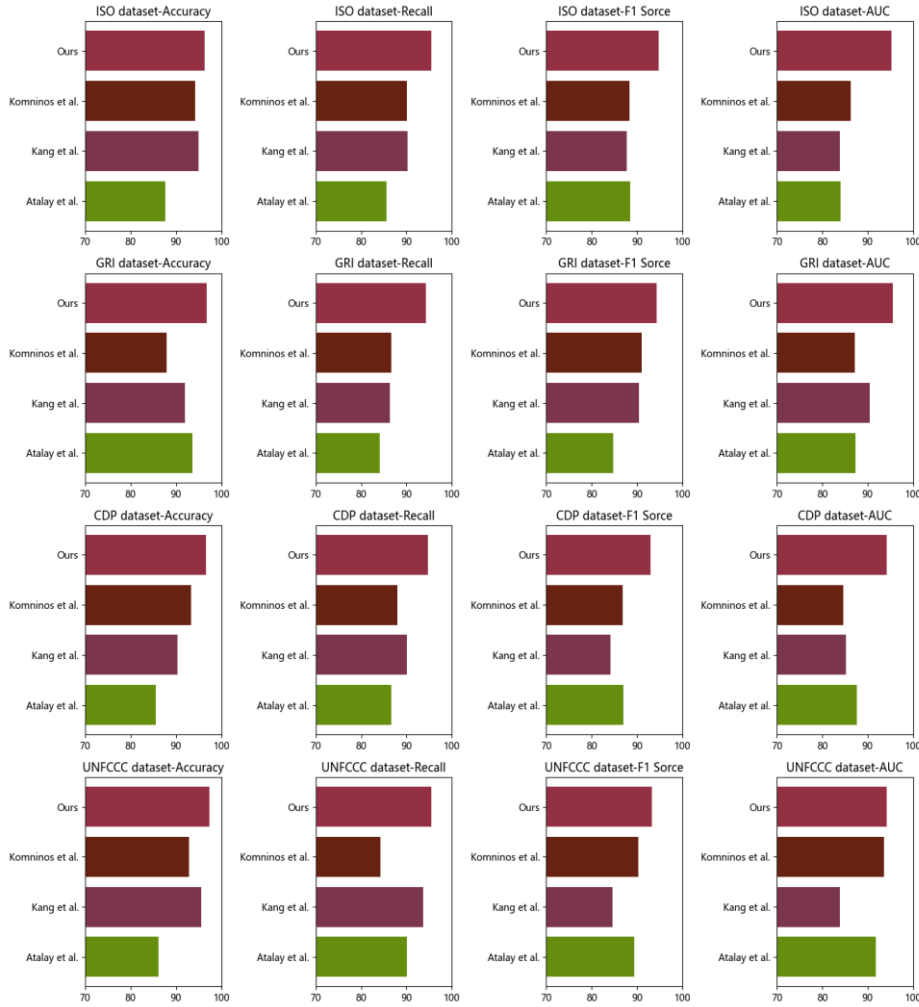 ISO dataset-Accuracy ISO dataset-Recall ISO dataset-F1 Sorce ISO dataset-AUC
Ours Ours Ours Ours
Komninos et al. Komninos et al. Komninos et al. Komninos et al.
Kang et al. Kang et al. Kang et al. Kang et al.
Atalay et al. Atalay et al. Atalay et al. Atalay et al.
70 80 90 100 70 80 90 100 70 80 90 100 70 80 90 100
GRI dataset-Accuracy GRI dataset-Recall GRI dataset-F1 Sorce GRI dataset-AUC
Ours Ours Ours Ours
Komninos et al. Komninos et al. Komninos et al. Komninos et al.
Kang et al. Kang et al. Kang et al. Kang et al.
Atalay et al. Atalay et al. Atalay et al. Atalay et al.
70 80 90 100 70 80 90 100 70 80 90 100 70 80 90 100
CDP dataset-Accuracy CDP dataset-Recall CDP dataset-F1 Sorce CDP dataset-AUC
Ours Ours Ours Ours
Komninos et al. Komninos et al. Komninos et al. Komninos et al.
Kang et al. Kang et al. Kang et al. Kang et al.
Atalay et al. Atalay et al. Atalay et al. Atalay et al.
70 80 90 100 70 80 90 100 70 80 90 100 70 80 90 100
UNFCCC dataset-Accuracy UNFCCC dataset-Recall UNFCCC dataset-F1 Sorce UNFCCC dataset-AUC
Ours Ours Ours Ours
Komninos et al. Komninos et al. Komninos et al. Komninos et al.
Kang et al. Kang et al. Kang et al. Kang et al.
Atalay et al. Atalay et al. Atalay et al. Atalay et al.
70 80 90 100 70 80 90 100 70 80 90 100 70 80 90 100